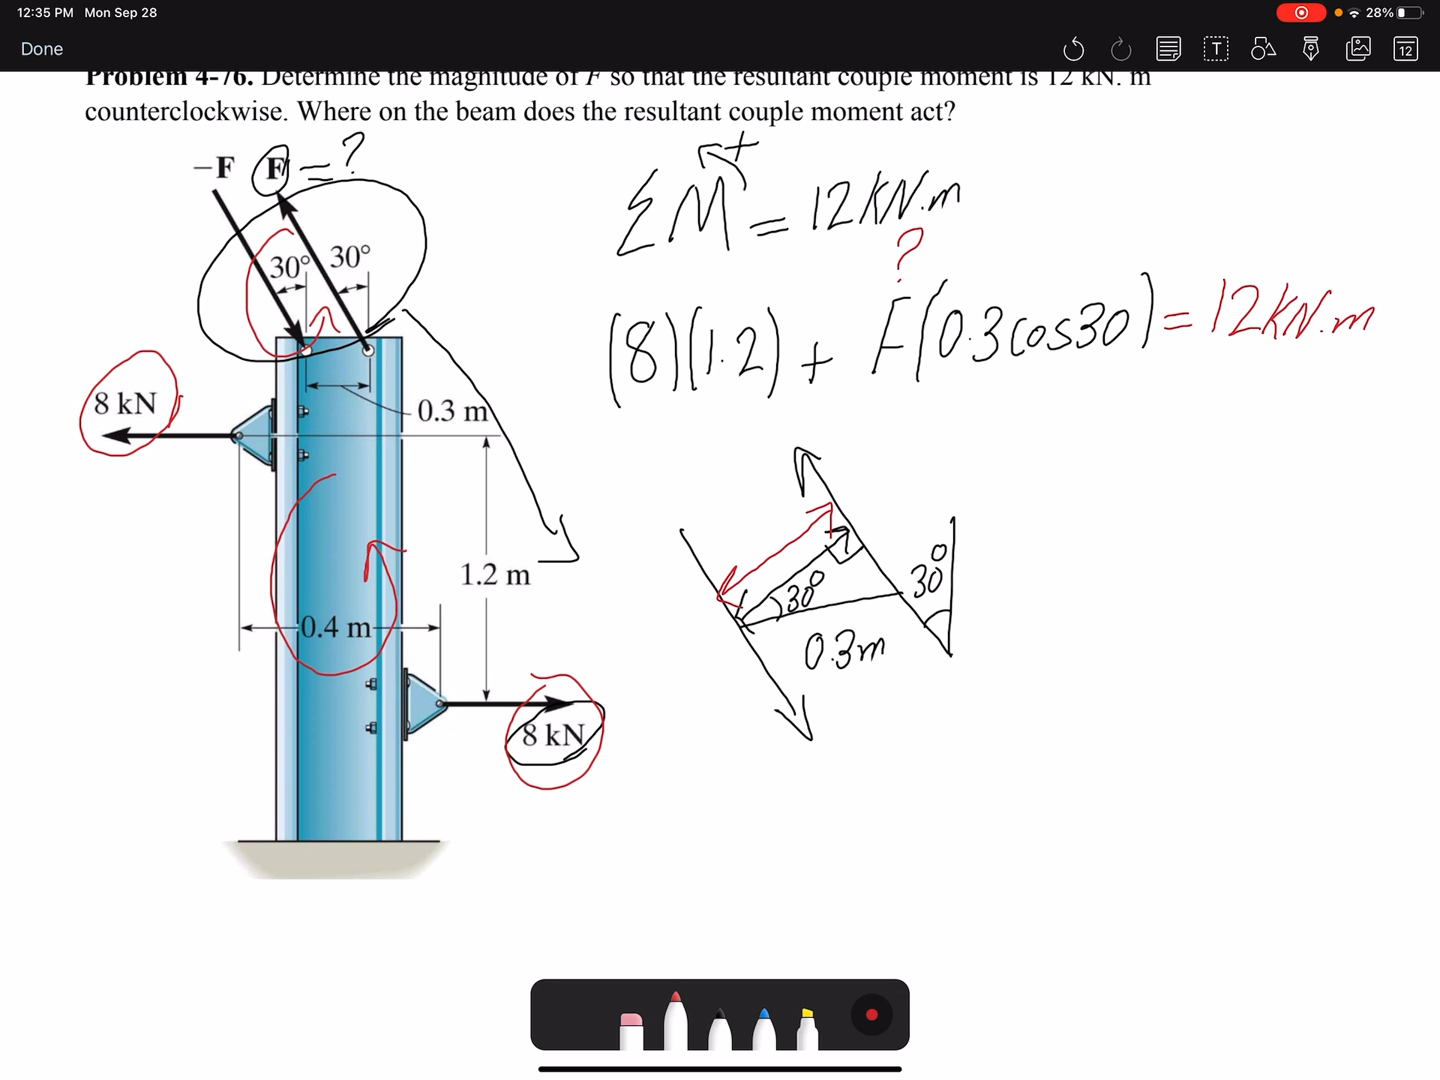 12:35 PM Mon Sep 28
28%
Done
T
12
Problem 4-76. Determine the magnitude of F so that the resultant couple moment is 12 kN. m
counterclockwise. Where on the beam does the resultant couple moment act?
–F F = ?
ΣM = 12 kN.m
+
30° 30°
?
(8)(1.2) + F(0.3 cos30) = 12 kN.m
8 kN
0.3 m
1.2 m
0.4 m
8 kN
30°
30°
0.3m